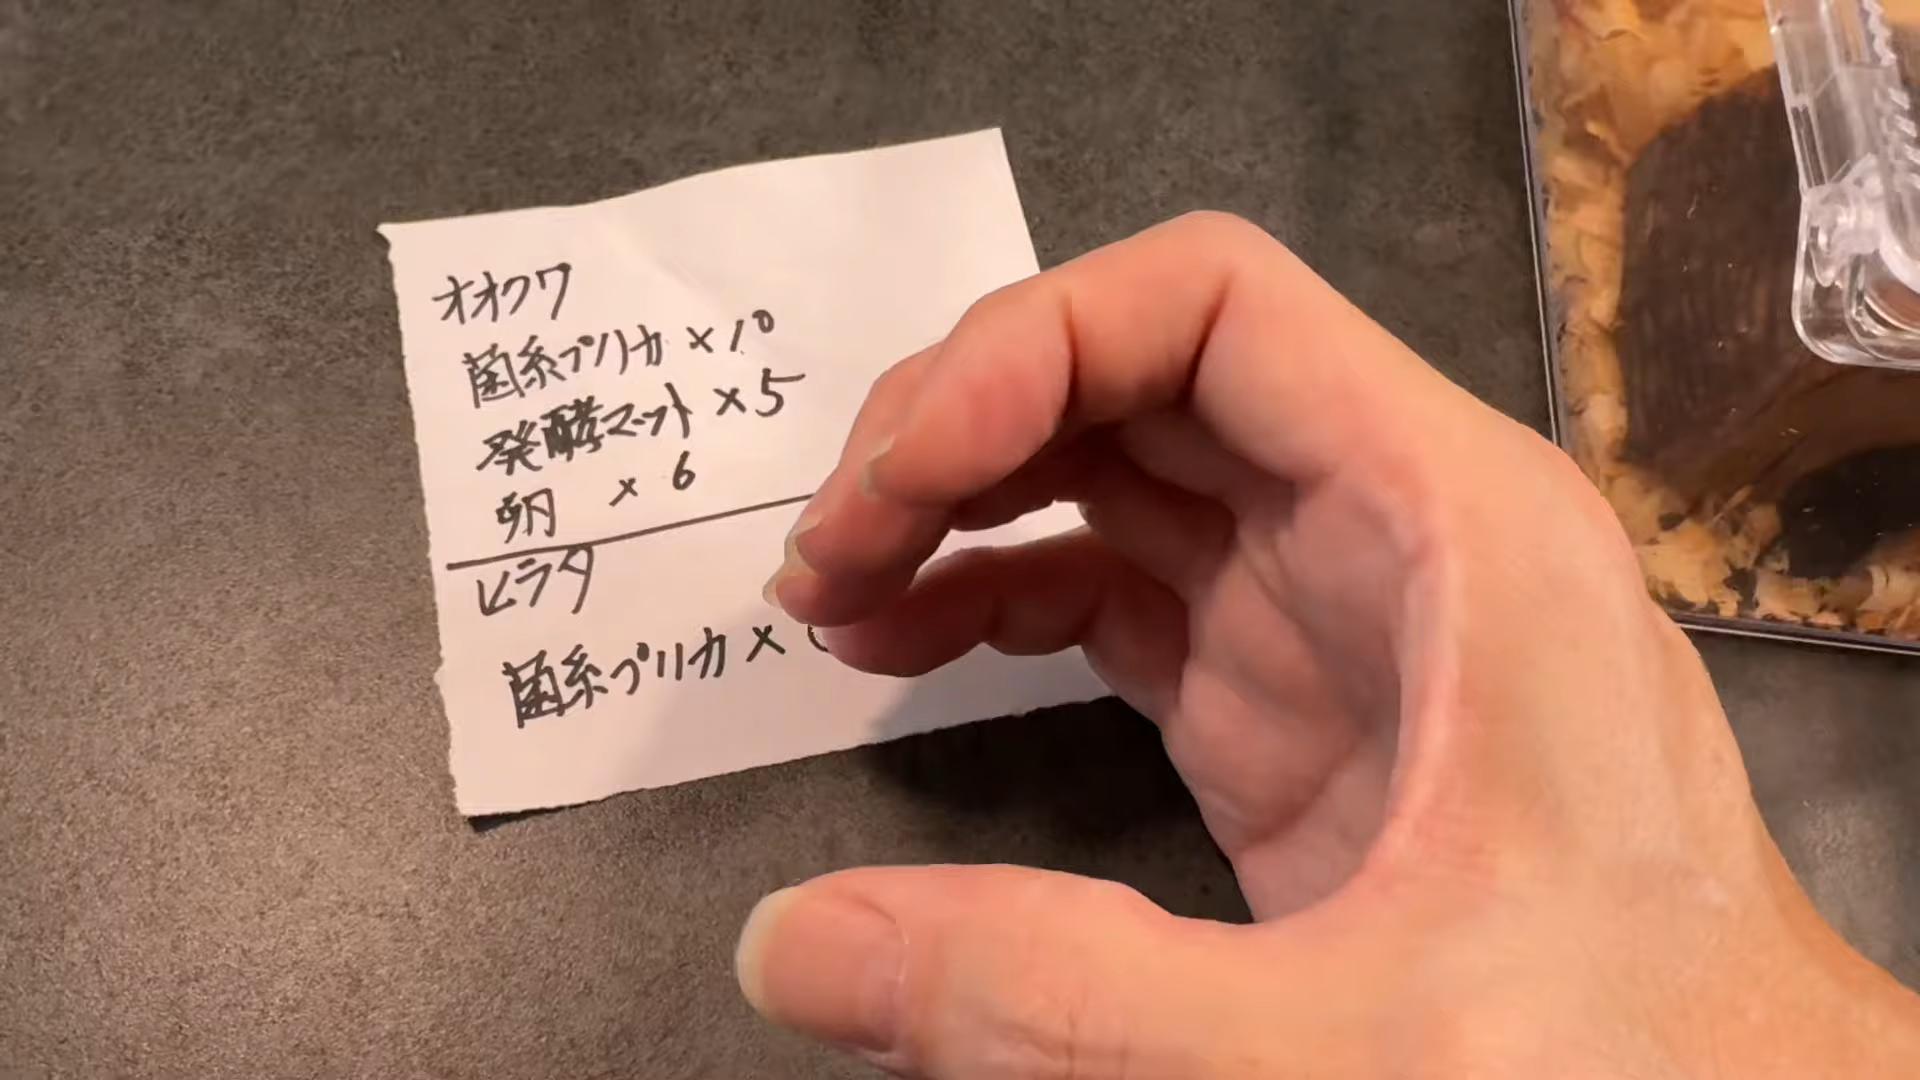 オオクワ
菌糸プリカ ×10
発酵マット ×5
卵 × 6
ヒラタ
菌糸プリカ ×